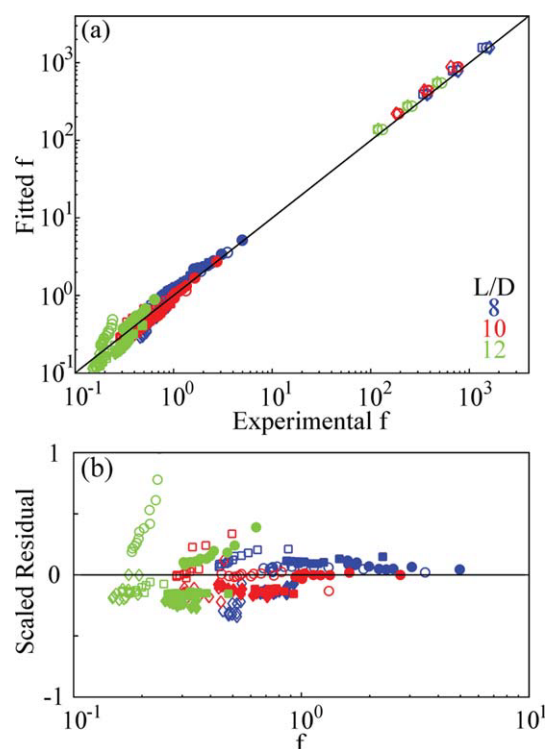 (a)
10³
10²
10¹
10⁰
10⁻¹
Fitted f
L/D
8
10
12
10⁻¹ 10⁰ 10¹ 10² 10³
Experimental f
(b)
1
0
-1
Scaled Residual
10⁻¹ 10⁰ 10¹
f